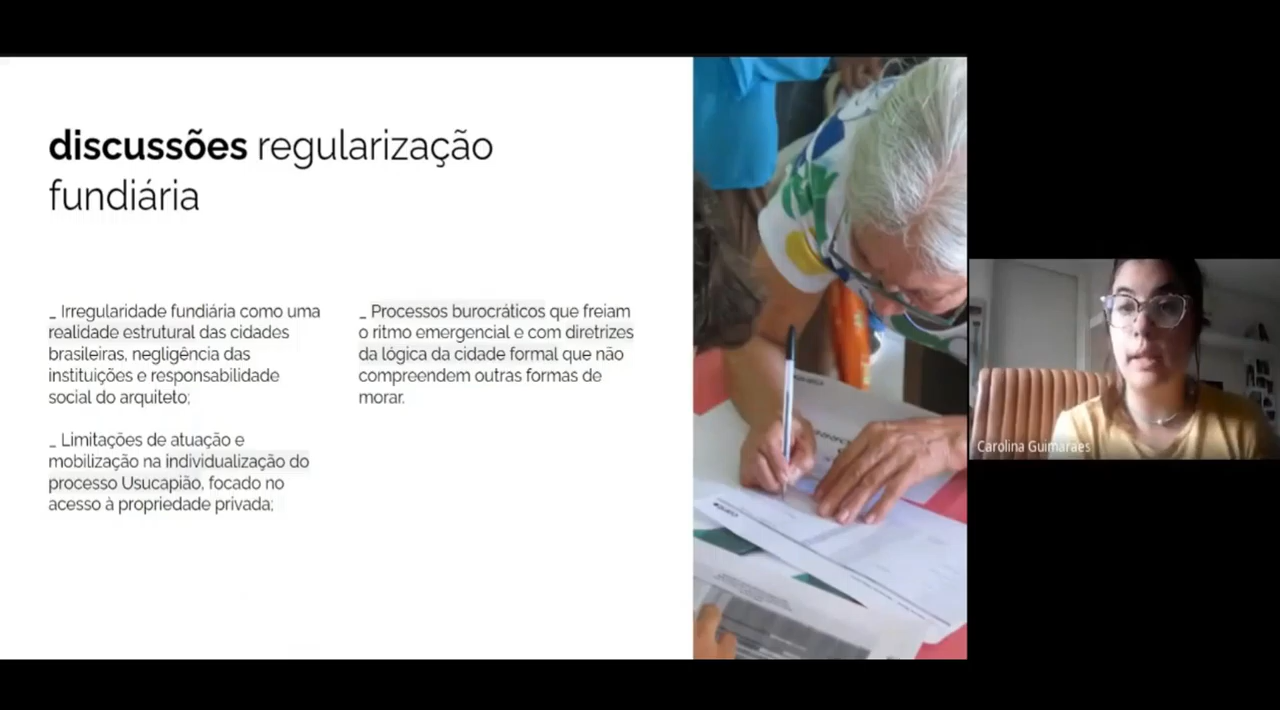 discussões regularização
fundiária
_ Irregularidade fundiária como uma
realidade estrutural das cidades
brasileiras, negligência das
instituições e responsabilidade
social do arquiteto;
_ Limitações de atuação e
mobilização na individualização do
processo Usucapião, focado no
acesso à propriedade privada;
_ Processos burocráticos que freiam
o ritmo emergencial e com diretrizes
da lógica da cidade formal que não
compreendem outras formas de
morar.
Carolina Guimaraes